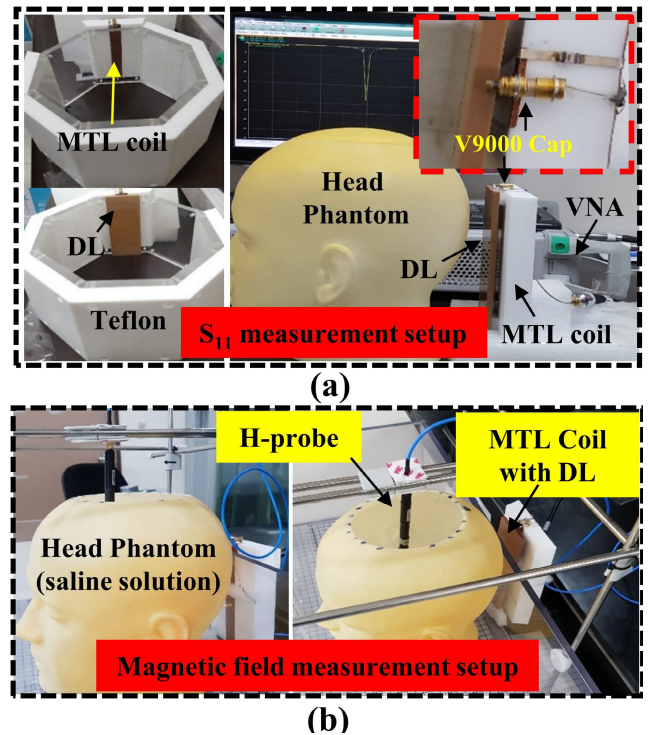 MTL coil
DL
Teflon
V9000 Cap
Head
Phantom
VNA
DL
MTL coil
S₁₁ measurement setup
(a)
H-probe
MTL Coil
with DL
Head Phantom
(saline solution)
Magnetic field measurement setup
(b)